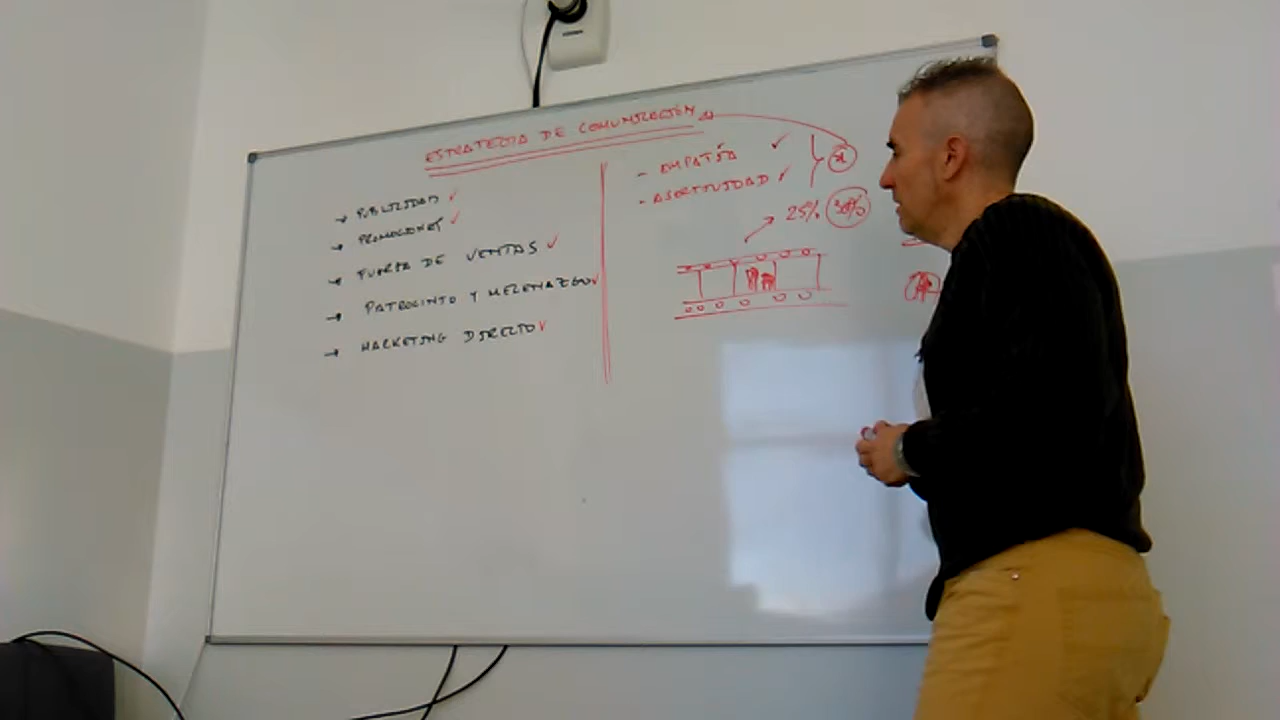 ESTRATEGIA DE COMUNICACIÓN
→ PUBLICIDAD ✓
→ PROMOCIONES ✓
→ FUERZA DE VENTAS ✓
→ PATROCINIO Y MECENAZGO ✓
→ MARKETING DIRECTO ✓
- EMPATÍA ✓
- ASERTIVIDAD ✓
25% 30%